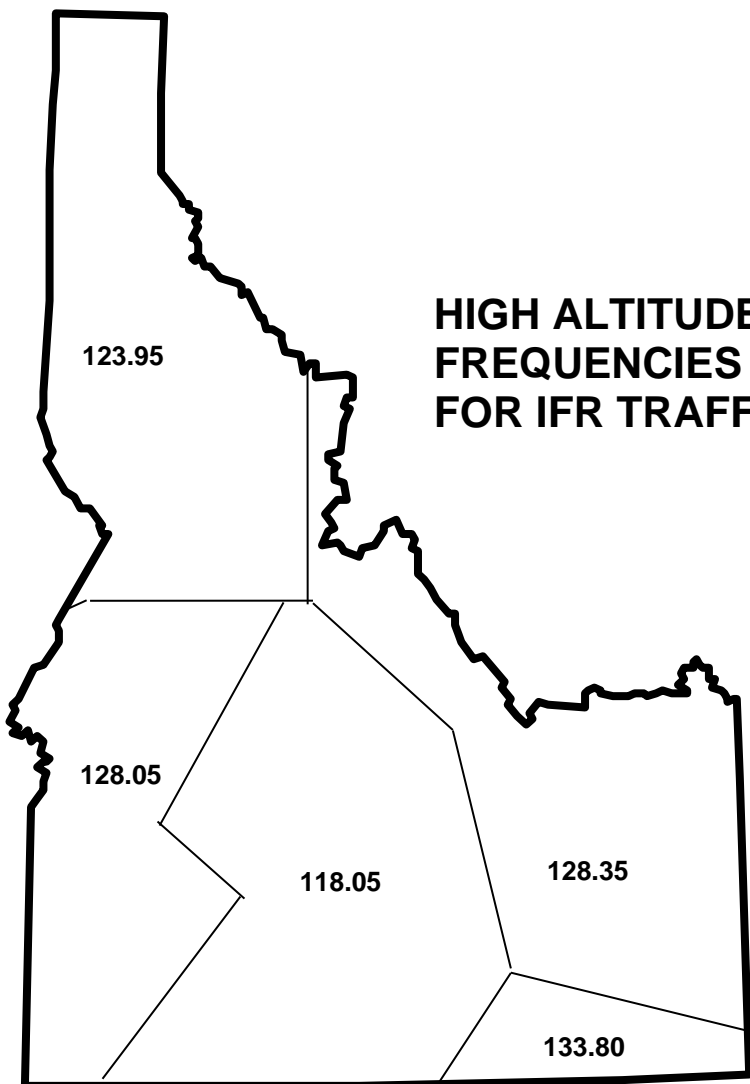 HIGH ALTITUDE
FREQUENCIES
FOR IFR TRAFF
123.95
128.05
118.05
128.35
133.80